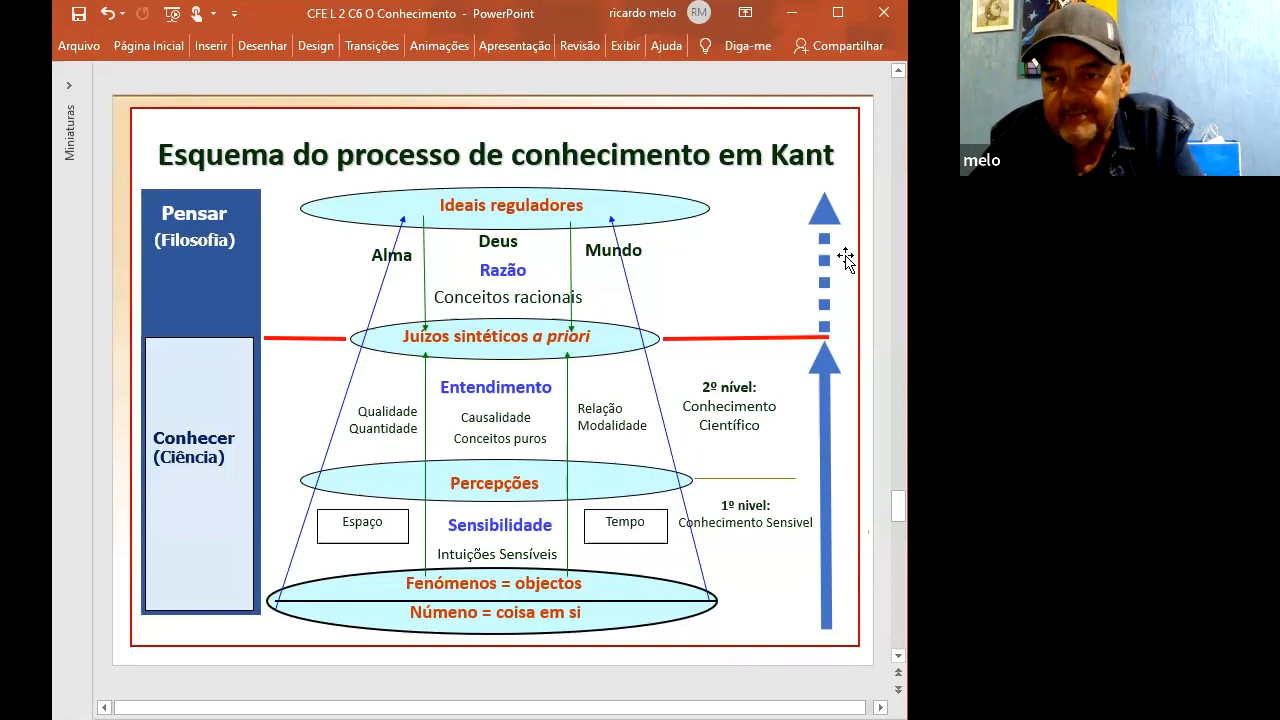 CFE L 2 C6 O Conhecimento - PowerPoint
ricardo melo
RM
Arquivo
Página Inicial
Inserir
Desenhar
Design
Transições
Animações
Apresentação
Revisão
Exibir
Ajuda
Diga-me
Compartilhar
Miniaturas
Esquema do processo de conhecimento em Kant
Pensar
(Filosofia)
Ideais reguladores
Alma
Deus
Mundo
Razão
Conceitos racionais
Juízos sintéticos a priori
Conhecer
(Ciência)
Entendimento
Qualidade
Quantidade
Causalidade
Conceitos puros
Relação
Modalidade
2º nível:
Conhecimento
Científico
Percepções
Espaço
Sensibilidade
Tempo
Intuições Sensíveis
1º nivel:
Conhecimento Sensivel
Fenómenos = objectos
Númeno = coisa em si
melo